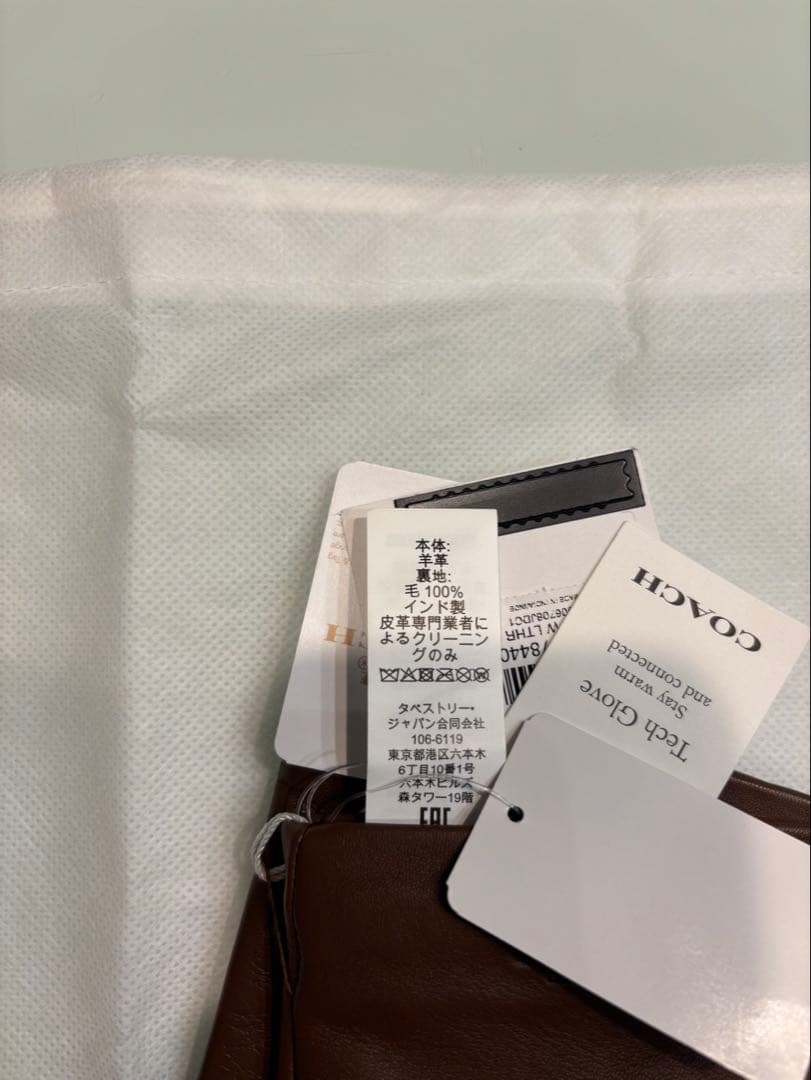 本体:
羊革
裏地:
毛 100%
インド製
皮革専門業者に
よるクリーニン
グのみ
タペストリー・
ジャパン合同会社
106-6119
東京都港区六本木
6丁目10番1号
六本木ヒルズ
森タワー19階
EAC
COACH
Tech Glove
Stay warm
and connected
W LTHR
06708JDC1
8440
H